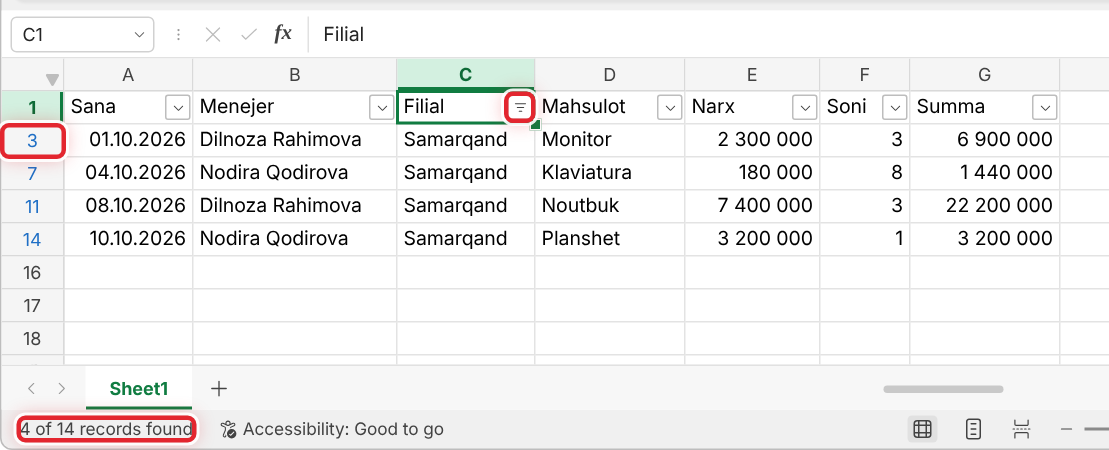 C1 fx Filial
A B C D E F G
1 Sana Menejer Filial Mahsulot Narx Soni Summa
3 01.10.2026 Dilnoza Rahimova Samarqand Monitor 2 300 000 3 6 900 000
7 04.10.2026 Nodira Qodirova Samarqand Klaviatura 180 000 8 1 440 000
11 08.10.2026 Dilnoza Rahimova Samarqand Noutbuk 7 400 000 3 22 200 000
14 10.10.2026 Nodira Qodirova Samarqand Planshet 3 200 000 1 3 200 000
16
17
18
Sheet1
4 of 14 records found Accessibility: Good to go